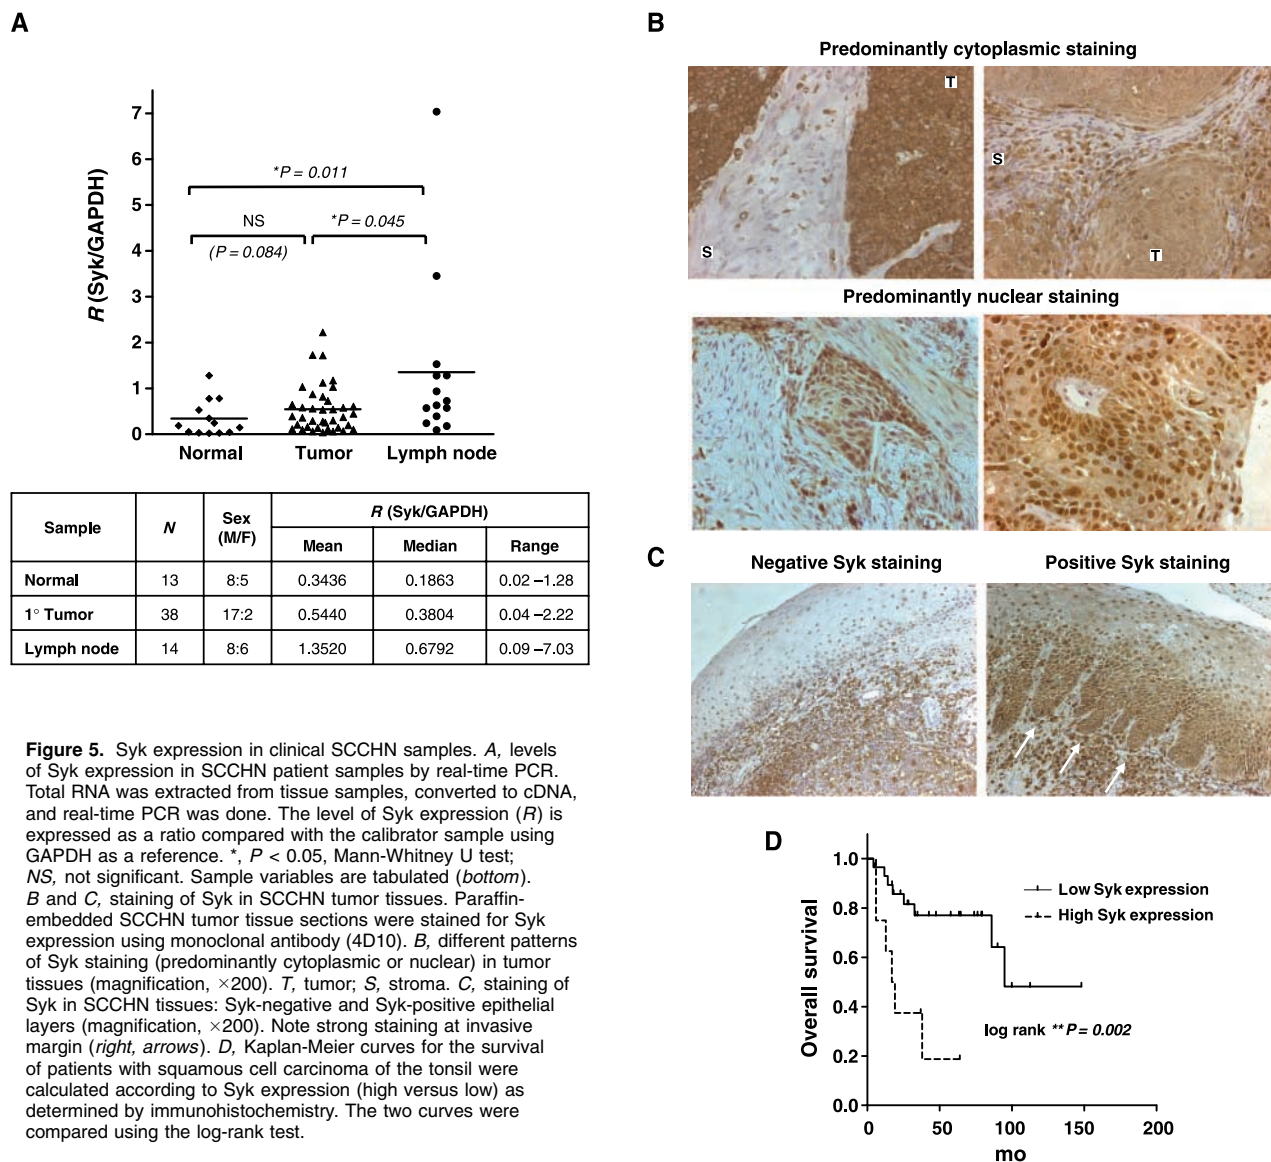 A
7
6
5
4
3
2
1
0
R (Syk/GAPDH)
*P = 0.011
NS
(P = 0.084)
*P = 0.045
Normal Tumor Lymph node
Sample N Sex (M/F) R (Syk/GAPDH)
Mean Median Range
Normal 13 8:5 0.3436 0.1863 0.02 –1.28
1° Tumor 38 17:2 0.5440 0.3804 0.04 –2.22
Lymph node 14 8:6 1.3520 0.6792 0.09 –7.03
Figure 5. Syk expression in clinical SCCHN samples. A, levels
of Syk expression in SCCHN patient samples by real-time PCR.
Total RNA was extracted from tissue samples, converted to cDNA,
and real-time PCR was done. The level of Syk expression (R) is
expressed as a ratio compared with the calibrator sample using
GAPDH as a reference. *, P < 0.05, Mann-Whitney U test;
NS, not significant. Sample variables are tabulated (bottom).
B and C, staining of Syk in SCCHN tumor tissues. Paraffin-
embedded SCCHN tumor tissue sections were stained for Syk
expression using monoclonal antibody (4D10). B, different patterns
of Syk staining (predominantly cytoplasmic or nuclear) in tumor
tissues (magnification, ×200). T, tumor; S, stroma. C, staining of
Syk in SCCHN tissues: Syk-negative and Syk-positive epithelial
layers (magnification, ×200). Note strong staining at invasive
margin (right, arrows). D, Kaplan-Meier curves for the survival
of patients with squamous cell carcinoma of the tonsil were
calculated according to Syk expression (high versus low) as
determined by immunohistochemistry. The two curves were
compared using the log-rank test.
B
Predominantly cytoplasmic staining
T
S
S
T
Predominantly nuclear staining
C
Negative Syk staining
Positive Syk staining
D
1.0
0.8
0.6
0.4
0.2
0.0
Overall survival
Low Syk expression
High Syk expression
log rank **P = 0.002
0 50 100 150 200
mo